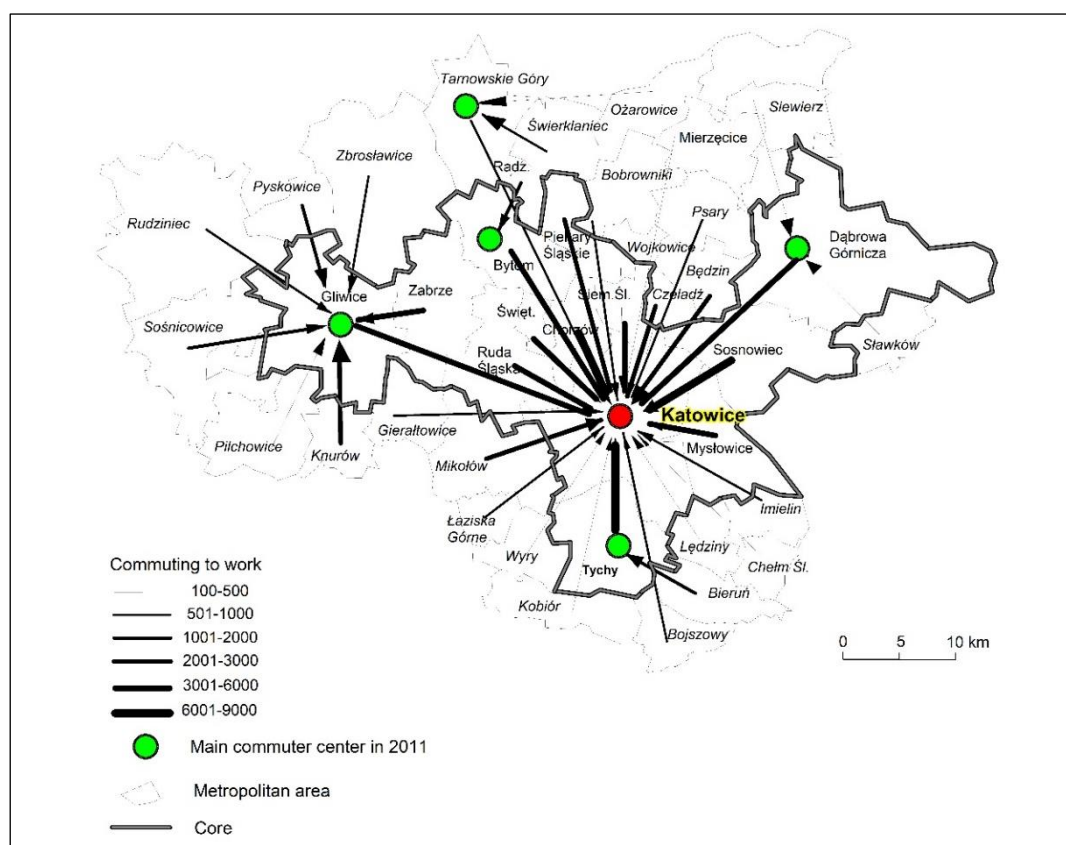 Tarnowskie Góry
Ożarowice
Siewierz
Świerklaniec
Mierzęcice
Zbrosławice
Radz.
Bobrowniki
Pyskowice
Psary
Rudziniec
Piekary
Śląskie
Wojkowice
Dąbrowa
Górnicza
Bytom
Będzin
Gliwice
Zabrze
Siem.Śl.
Czeladź
Święt.
Chorzów
Sośnicowice
Sławków
Ruda
Śląska
Sosnowiec
Katowice
Gierałtowice
Pilchowice
Knurów
Mikołów
Mysłowice
Imielin
Łaziska
Górne
Wyry
Lędziny
Chełm Śl.
Tychy
Bieruń
Kobiór
Bojszowy
Commuting to work
100-500
501-1000
1001-2000
2001-3000
3001-6000
6001-9000
0 5 10 km
Main commuter center in 2011
Metropolitan area
Core